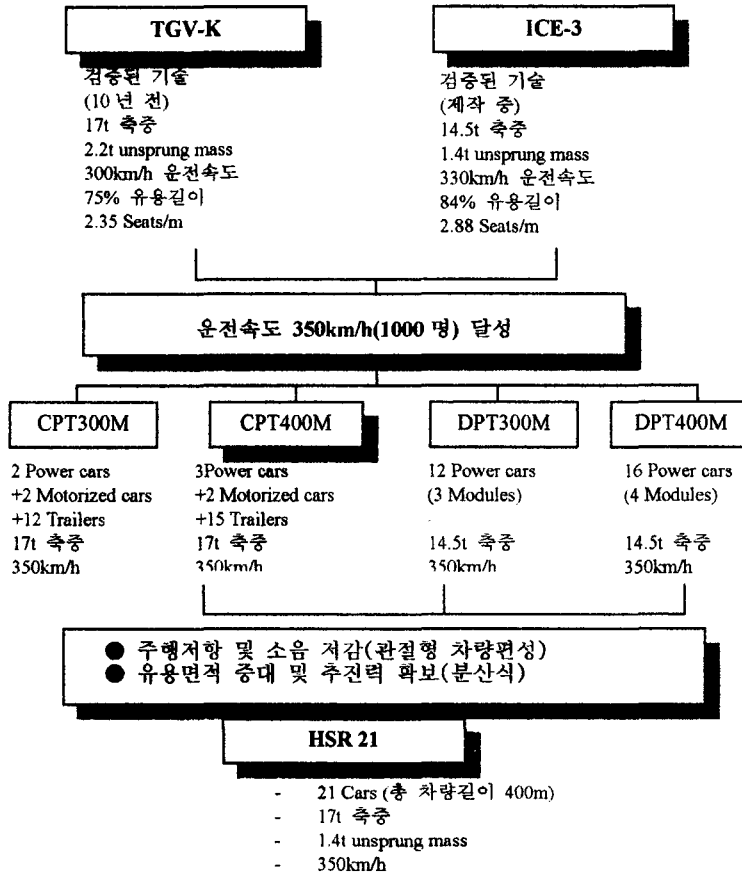 TGV-K
검증된 기술
(10 년 전)
17t 축중
2.2t unsprung mass
300km/h 운전속도
75% 유용길이
2.35 Seats/m
ICE-3
검증된 기술
(제작 중)
14.5t 축중
1.4t unsprung mass
330km/h 운전속도
84% 유용길이
2.88 Seats/m
운전속도 350km/h(1000 명) 달성
CPT300M
2 Power cars
+2 Motorized cars
+12 Trailers
17t 축중
350km/h
CPT400M
3Power cars
+2 Motorized cars
+15 Trailers
17t 축중
350km/h
DPT300M
12 Power cars
(3 Modules)
14.5t 축중
350km/h
DPT400M
16 Power cars
(4 Modules)
14.5t 축중
350km/h
● 주행저항 및 소음 저감(관절형 차량편성)
● 유용면적 증대 및 추진력 확보(분산식)
HSR 21
- 21 Cars (총 차량길이 400m)
- 17t 축중
- 1.4t unsprung mass
- 350km/h